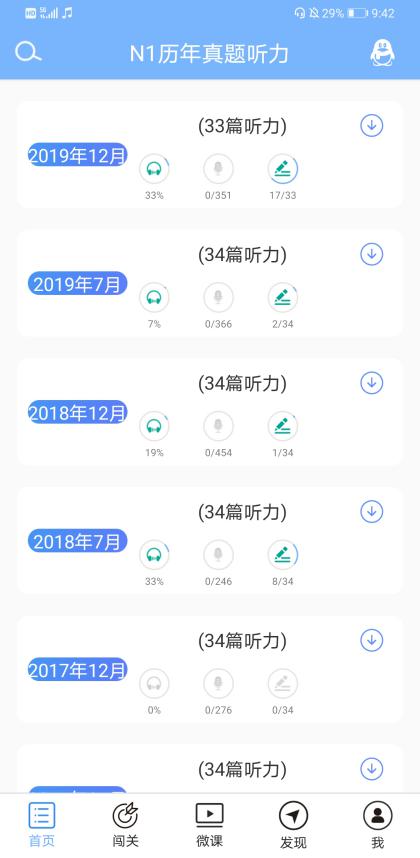 HD 5G 29% 9:42
N1历年真题听力
(33篇听力)
2019年12月
33% 0/351 17/33
(34篇听力)
2019年7月
7% 0/366 2/34
(34篇听力)
2018年12月
19% 0/454 1/34
(34篇听力)
2018年7月
33% 0/246 8/34
(34篇听力)
2017年12月
0% 0/276 0/34
(34篇听力)
首页 闯关 微课 发现 我